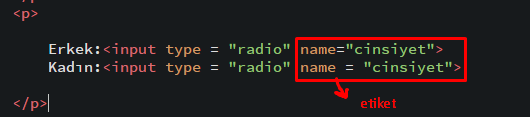 <p>
Erkek:<input type = "radio" name="cinsiyet">
Kadın:<input type = "radio" name = "cinsiyet">
etiket
</p>